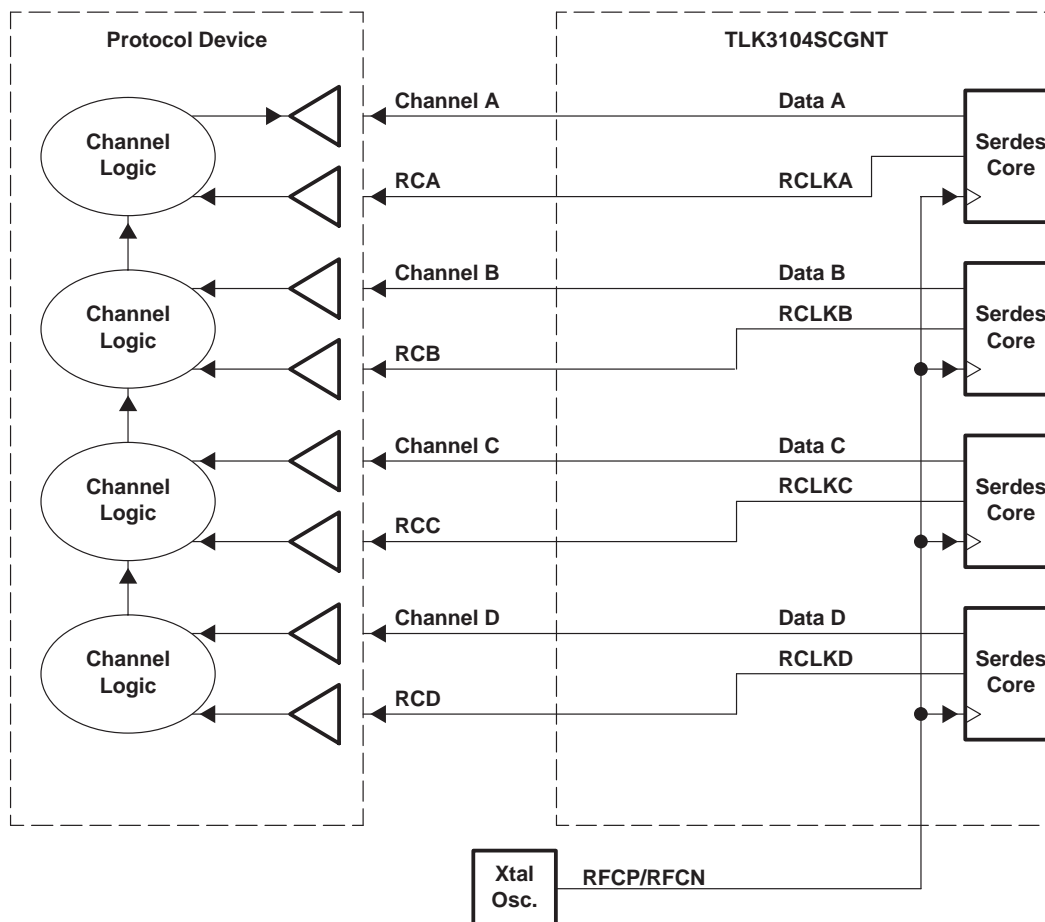 Protocol Device
TLK3104SCGNT
Channel A
Data A
Channel
Logic
Serdes
Core
RCA
RCLKA
Channel B
Data B
Channel
Logic
RCLKB
Serdes
Core
RCB
Channel C
Data C
Channel
Logic
RCLKC
Serdes
Core
RCC
Channel D
Data D
Channel
Logic
RCLKD
Serdes
Core
RCD
Xtal
Osc.
RFCP/RFCN